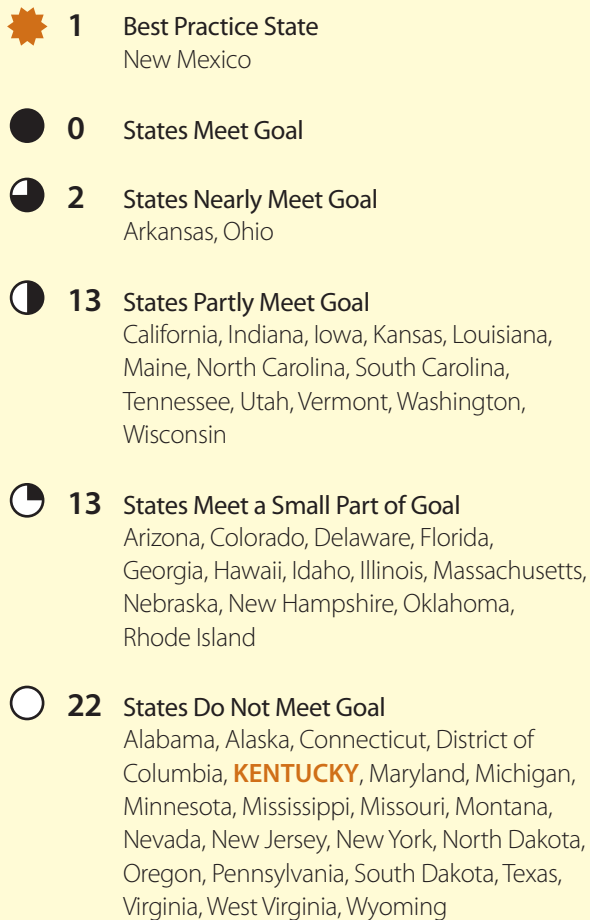 1 Best Practice State
New Mexico
0 States Meet Goal
2 States Nearly Meet Goal
Arkansas, Ohio
13 States Partly Meet Goal
California, Indiana, Iowa, Kansas, Louisiana,
Maine, North Carolina, South Carolina,
Tennessee, Utah, Vermont, Washington,
Wisconsin
13 States Meet a Small Part of Goal
Arizona, Colorado, Delaware, Florida,
Georgia, Hawaii, Idaho, Illinois, Massachusetts,
Nebraska, New Hampshire, Oklahoma,
Rhode Island
22 States Do Not Meet Goal
Alabama, Alaska, Connecticut, District of
Columbia, KENTUCKY, Maryland, Michigan,
Minnesota, Mississippi, Missouri, Montana,
Nevada, New Jersey, New York, North Dakota,
Oregon, Pennsylvania, South Dakota, Texas,
Virginia, West Virginia, Wyoming